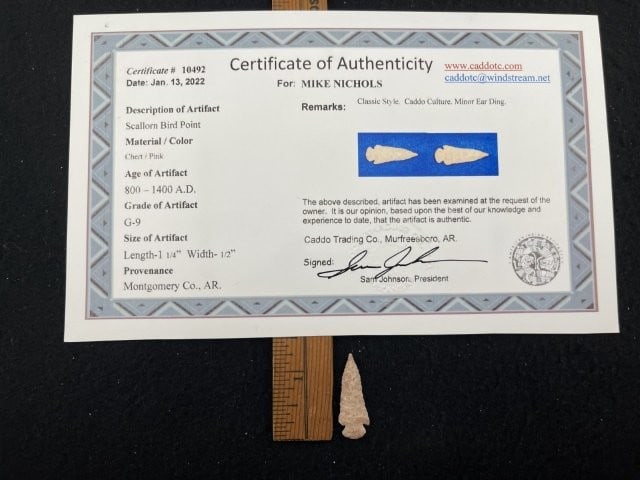 Certificate # 10492
Date: Jan. 13, 2022
Certificate of Authenticity
For: MIKE NICHOLS
www.caddotc.com
caddotc@windstream.net
Description of Artifact
Scallorn Bird Point
Material / Color
Chert / Pink
Age of Artifact
800 – 1400 A.D.
Grade of Artifact
G-9
Size of Artifact
Length-1 1/4" Width- 1/2"
Provenance
Montgomery Co., AR.
Remarks: Classic Style. Caddo Culture. Minor Ear Ding.
The above described, artifact has been examined at the request of the
owner. It is our opinion, based upon the best of our knowledge and
experience to date, that the artifact is authentic.
Caddo Trading Co., Murfreesboro, AR.
Signed:
Sam Johnson, President
1